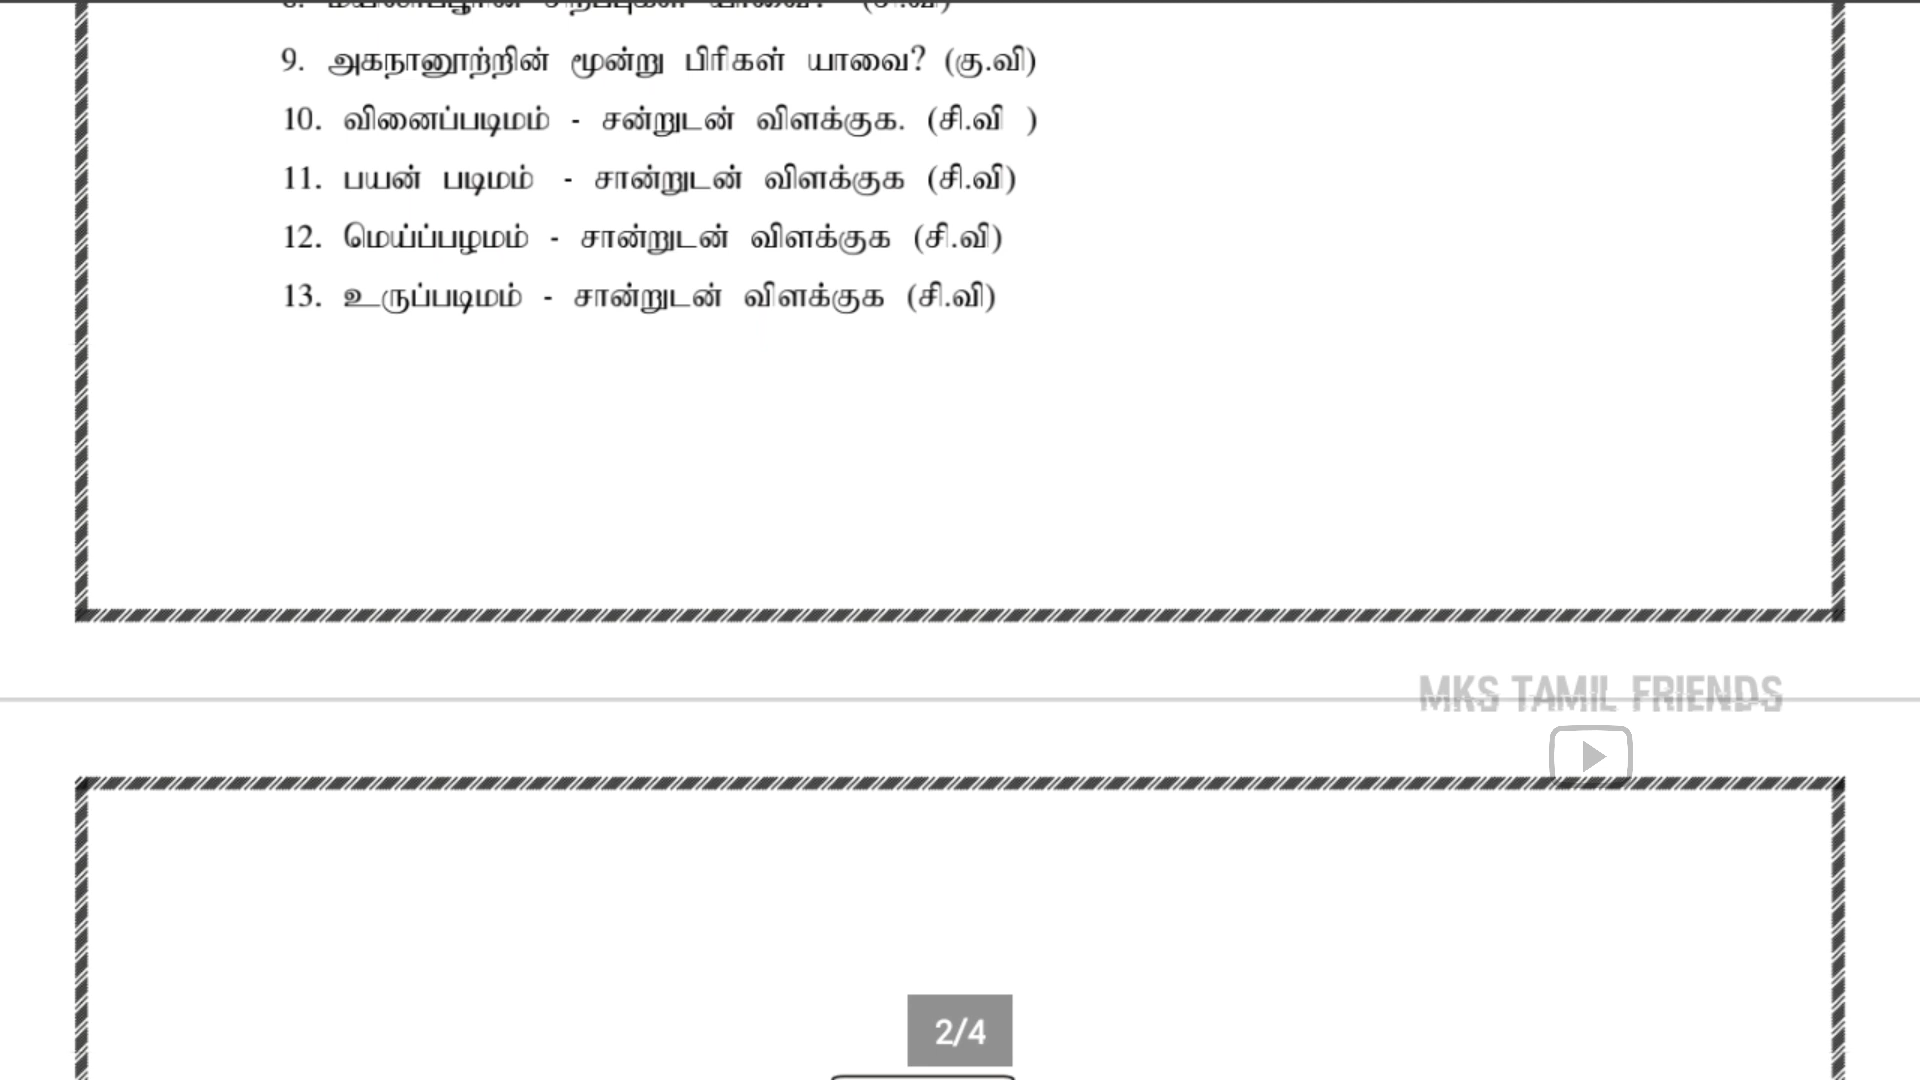 9. அகநானூற்றின் மூன்று பிரிகள் யாவை? (கு.வி)
10. வினைப்படிமம் - சன்றுடன் விளக்குக. (சி.வி )
11. பயன் படிமம் - சான்றுடன் விளக்குக (சி.வி)
12. மெய்ப்பழமம் - சான்றுடன் விளக்குக (சி.வி)
13. உருப்படிமம் - சான்றுடன் விளக்குக (சி.வி)
MKS TAMIL FRIENDS
2/4